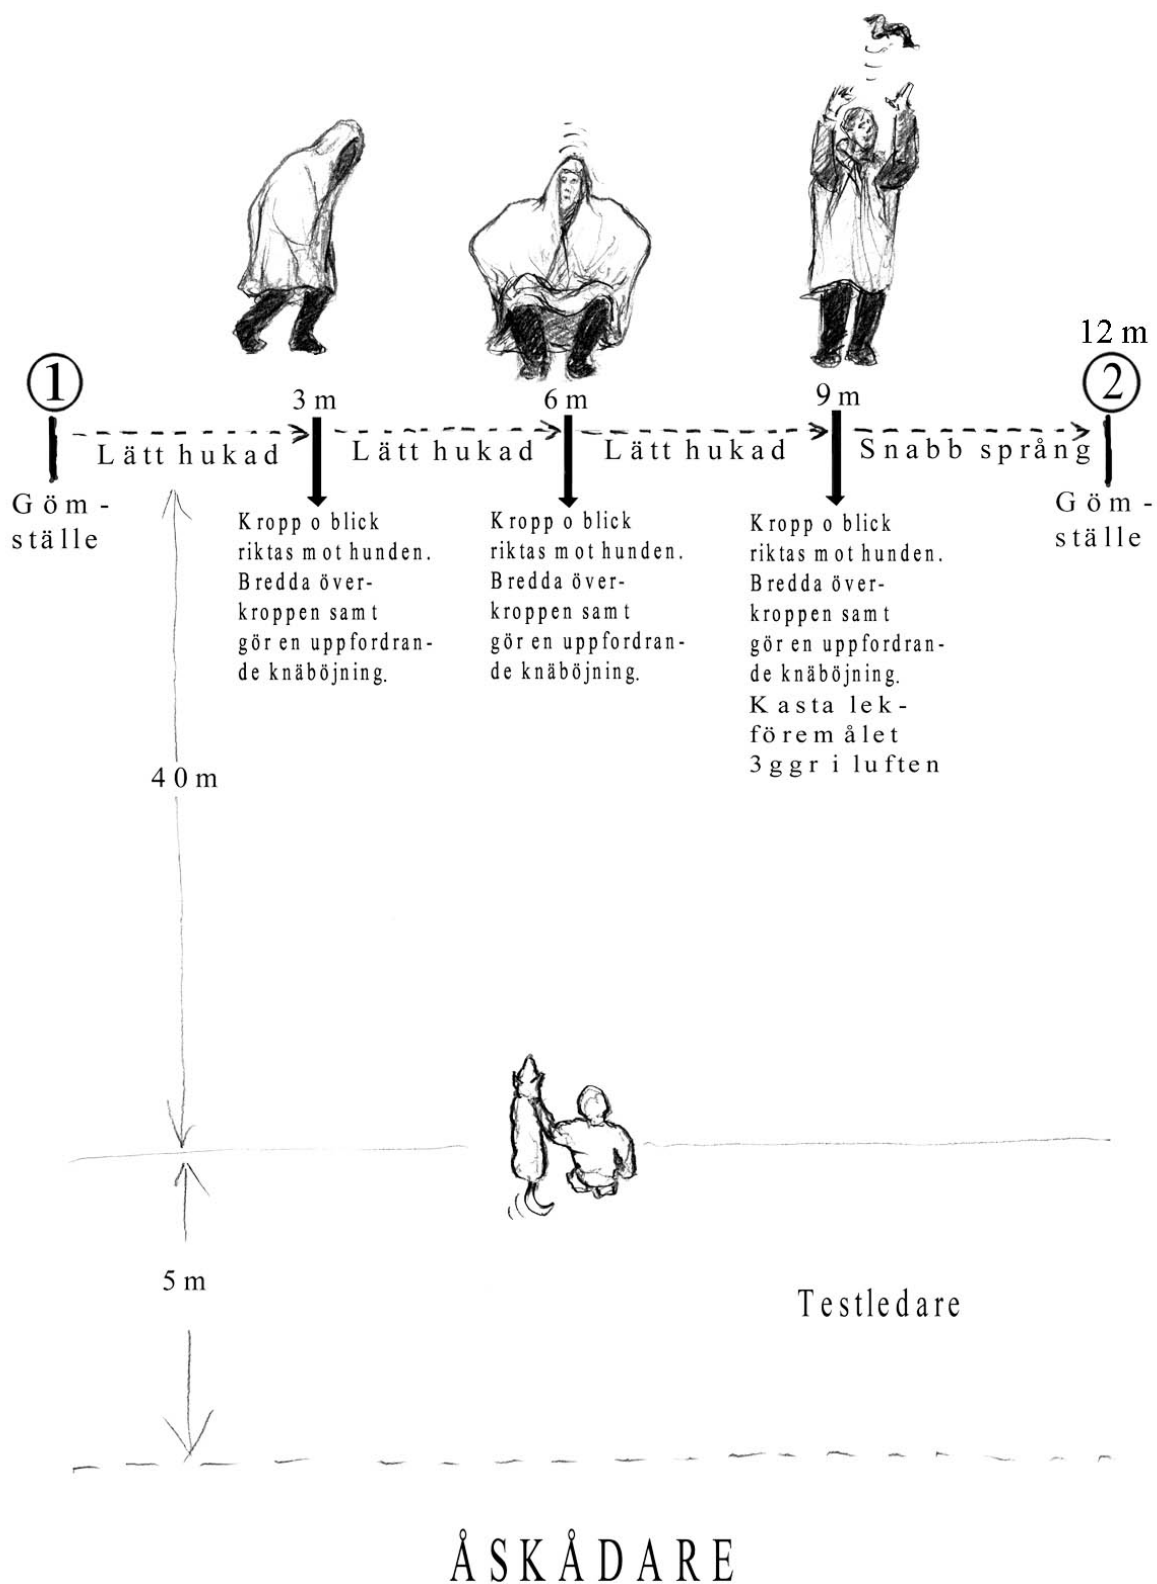 12 m
1
2
3 m
6 m
9 m
Lätt hukad
Lätt hukad
Lätt hukad
Snabb språng
Göm-
ställe
Kropp o blick
riktas mot hunden.
Bredda över-
kroppen samt
gör en uppfordran-
de knäböjning.
Kropp o blick
riktas mot hunden.
Bredda över-
kroppen samt
gör en uppfordran-
de knäböjning.
Kropp o blick
riktas mot hunden.
Bredda över-
kroppen samt
gör en uppfordran-
de knäböjning.
Kasta lek-
föremålet
3ggr i luften
Göm-
ställe
40 m
5 m
Testledare
ÅSKÅDARE